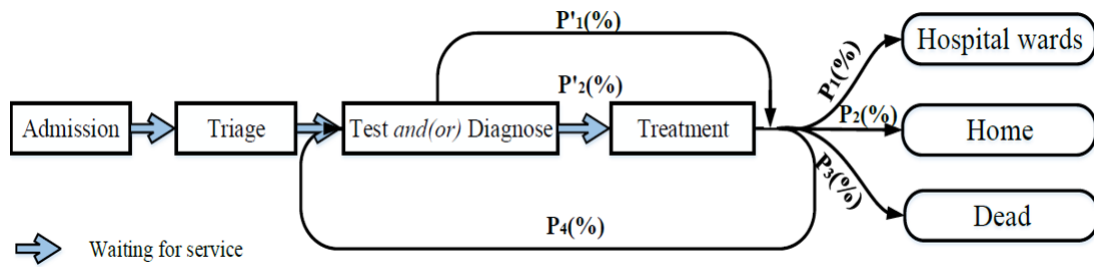 P'1(%)
Hospital wards
P1(%)
P'2(%)
Admission
Triage
Test and(or) Diagnose
Treatment
P2(%)
Home
P3(%)
Dead
P4(%)
Waiting for service